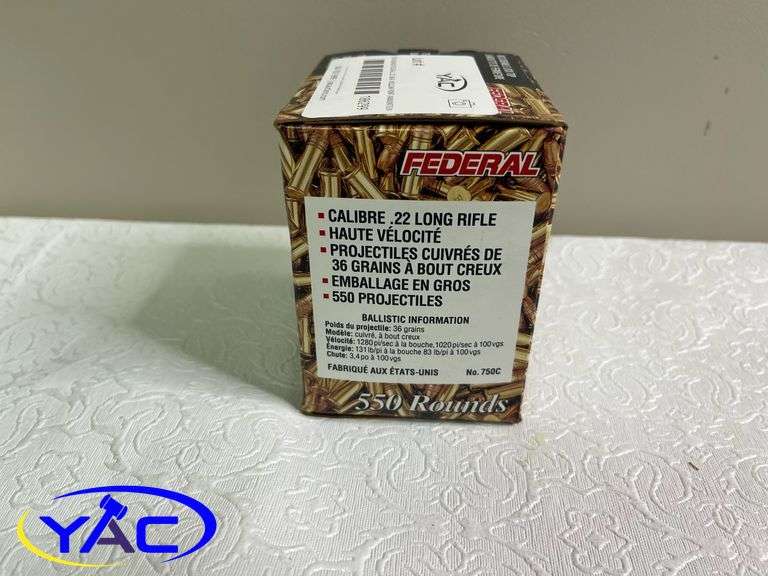 YAC
FEDERAL
FEDERAL
▪ CALIBRE .22 LONG RIFLE
▪ HAUTE VÉLOCITÉ
▪ PROJECTILES CUIVRÉS DE
36 GRAINS À BOUT CREUX
▪ EMBALLAGE EN GROS
▪ 550 PROJECTILES
BALLISTIC INFORMATION
Poids du projectile: 36 grains
Modèle: cuivré, à bout creux
Vélocité: 1280 pi/sec à la bouche, 1020 pi/sec à 100 vgs
Énergie: 131 lb/pi à la bouche 83 lb/pi à 100 vgs
Chute: 3,4 po à 100 vgs
FABRIQUÉ AUX ÉTATS-UNIS No. 750C
550 Rounds
YAC